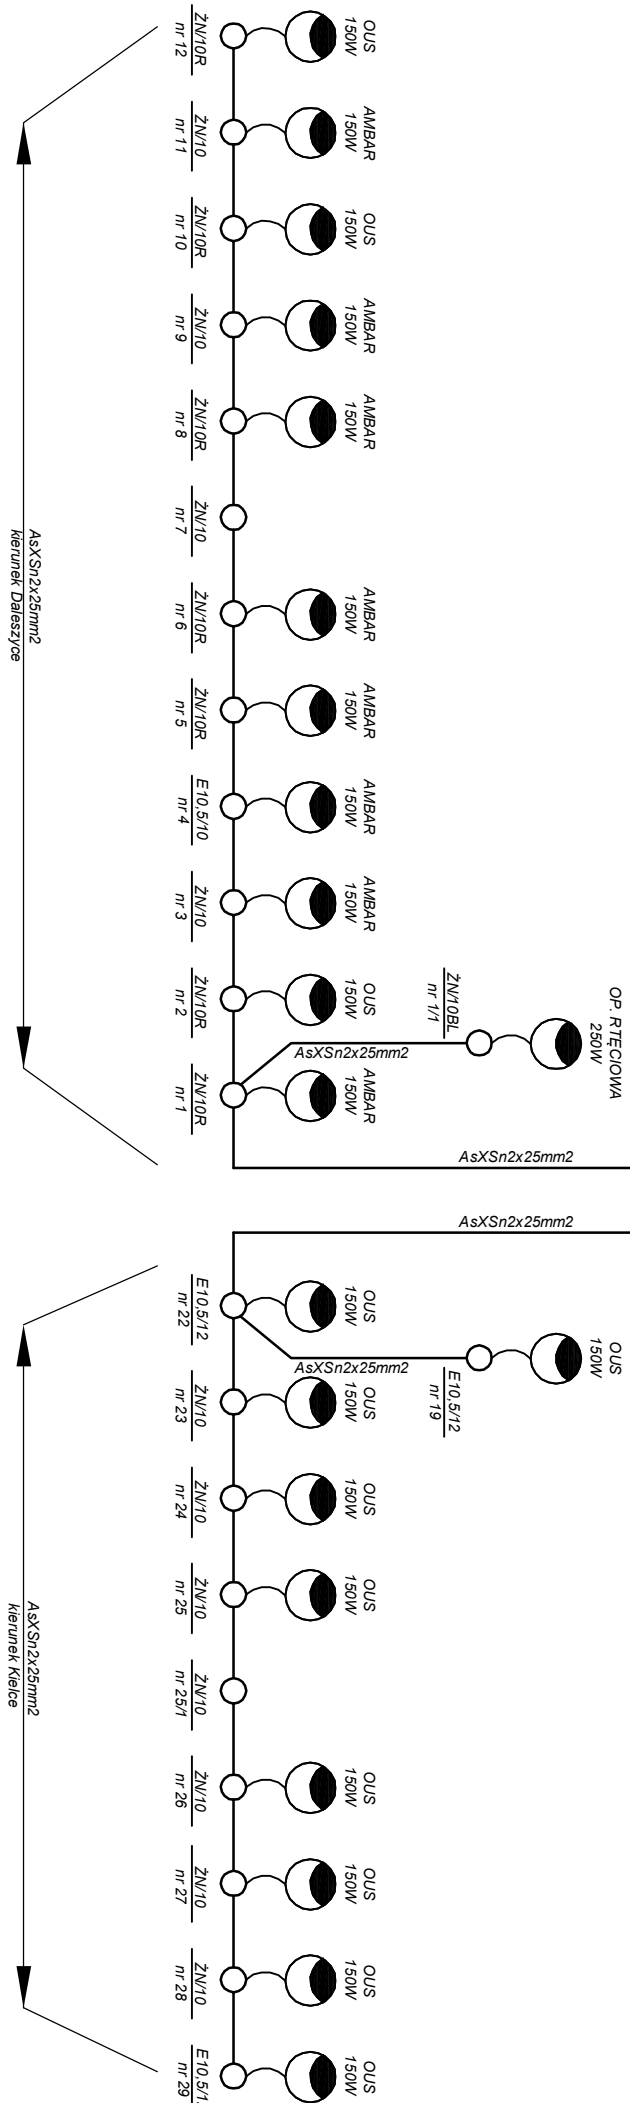 OUS
150W
ŻN/10R
nr 12
AMBAR
150W
ŻN/10
nr 11
OUS
150W
ŻN/10R
nr 10
AMBAR
150W
ŻN/10
nr 9
AMBAR
150W
ŻN/10R
nr 8
ŻN/10
nr 7
AMBAR
150W
ŻN/10R
nr 6
AMBAR
150W
ŻN/10R
nr 5
AMBAR
150W
E10,5/10
nr 4
AMBAR
150W
ŻN/10
nr 3
OUS
150W
ŻN/10R
nr 2
AMBAR
150W
ŻN/10R
nr 1
OP. RTĘCIOWA
250W
ŻN/10BL
nr 1/1
AsXSn2x25mm2
AsXSn2x25mm2
kierunek Daleszyce
AsXSn2x25mm2
AsXSn2x25mm2
OUS
150W
E10,5/12
nr 22
OUS
150W
E10,5/12
nr 19
AsXSn2x25mm2
OUS
150W
ŻN/10
nr 23
OUS
150W
ŻN/10
nr 24
OUS
150W
ŻN/10
nr 25
ŻN/10
nr 25/1
OUS
150W
ŻN/10
nr 26
OUS
150W
ŻN/10
nr 27
OUS
150W
ŻN/10
nr 28
OUS
150W
nr 29
AsXSn2x25mm2
kierunek Kielce